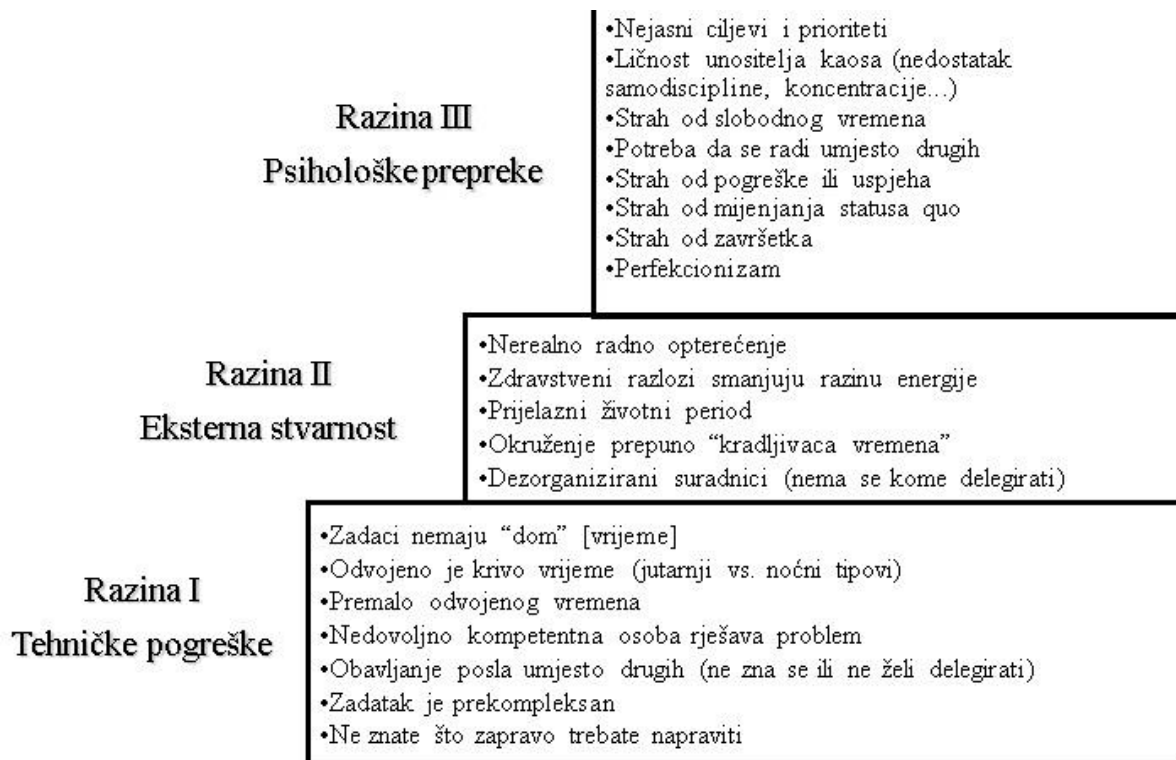 Razina III
Psihološke prepreke
•Nejasni ciljevi i prioriteti
•Ličnost unositelja kaosa (nedostatak
samodiscipline, koncentracije...)
•Strah od slobodnog vremena
•Potreba da se radi umjesto drugih
•Strah od pogreške ili uspjeha
•Strah od mijenjanja statusa quo
•Strah od završetka
•Perfekcionizam
Razina II
Eksterna stvarnost
•Nerealno radno opterećenje
•Zdravstveni razlozi smanjuju razinu energije
•Prijelazni životni period
•Okruženje prepuno “kradljivaca vremena”
•Dezorganizirani suradnici (nema se kome delegirati)
Razina I
Tehničke pogreške
•Zadaci nemaju “dom” [vrijeme]
•Odvojeno je krivo vrijeme (jutarnji vs. noćni tipovi)
•Premalo odvojenog vremena
•Nedovoljno kompetentna osoba rješava problem
•Obavljanje posla umjesto drugih (ne zna se ili ne želi delegirati)
•Zadatak je prekompleksan
•Ne znate što zapravo trebate napraviti